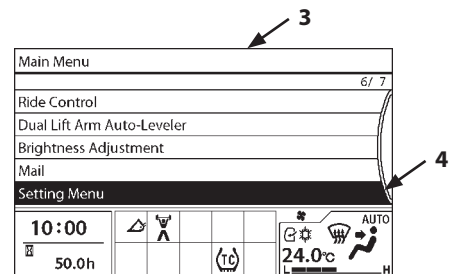 3
Main Menu
6/ 7
Ride Control
Dual Lift Arm Auto-Leveler
Brightness Adjustment
Mail
4
Setting Menu
10:00
AUTO
50.0h
TC
24.0℃
L H